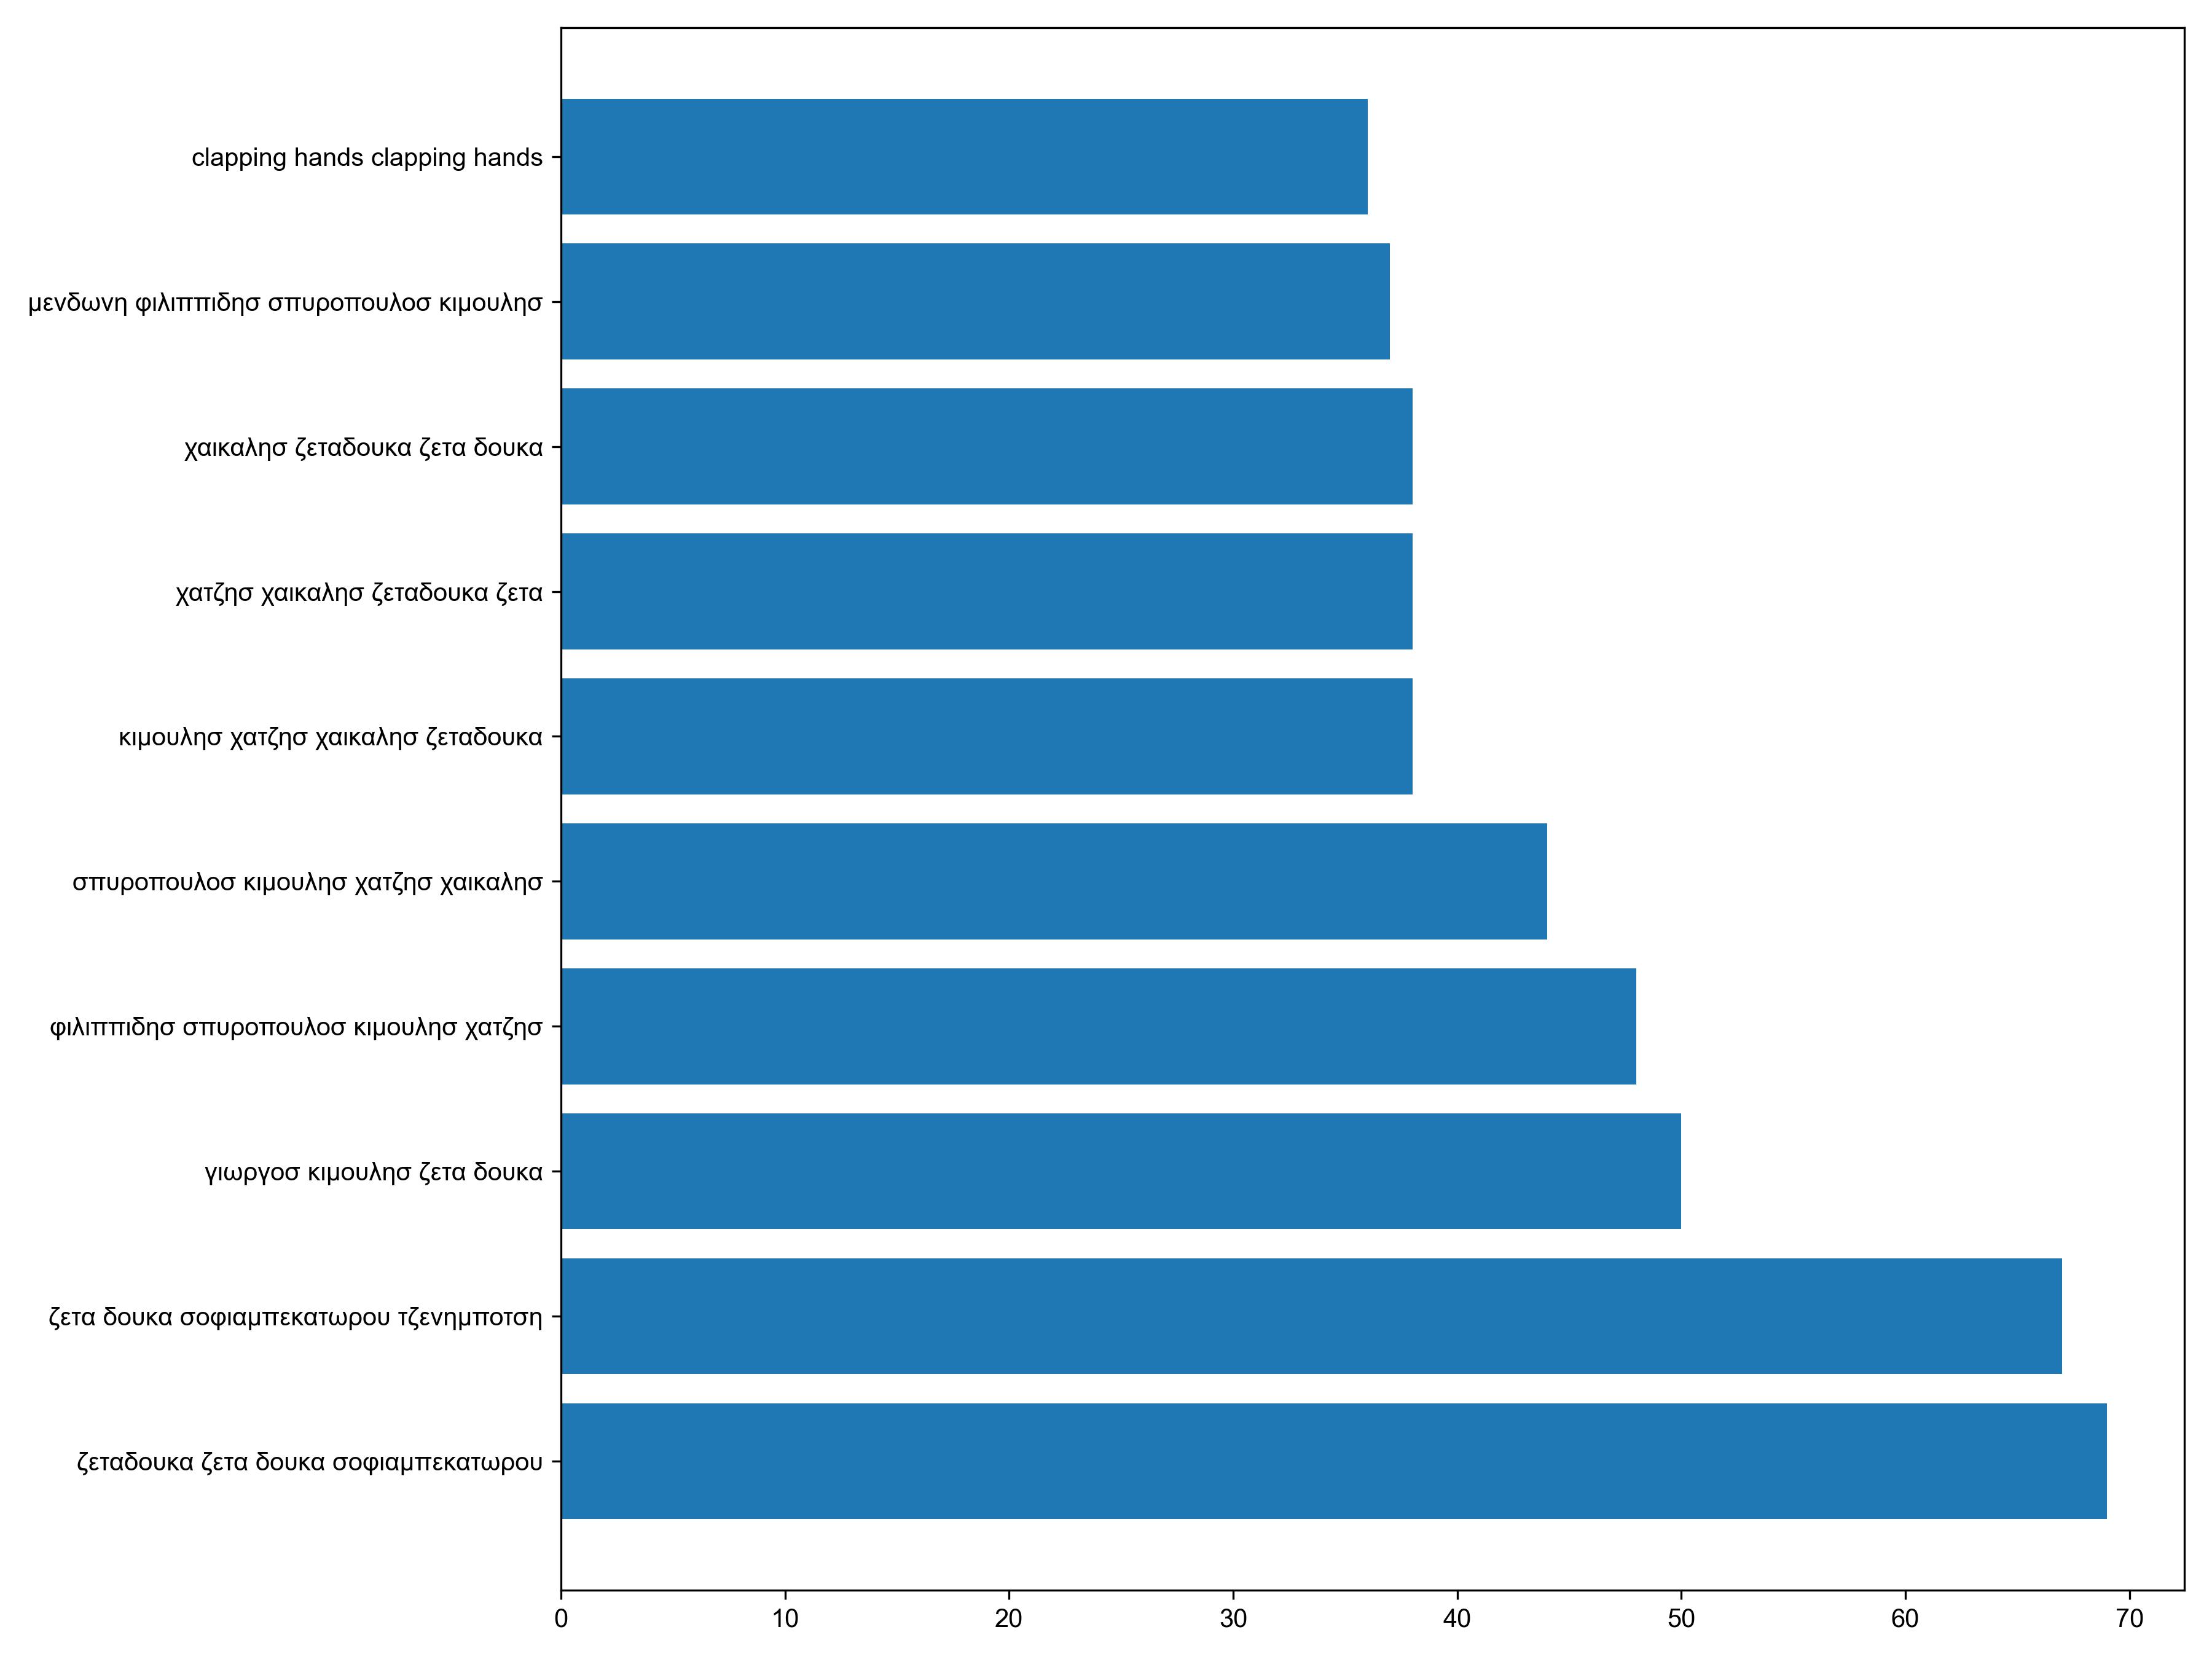 clapping hands clapping hands
μενδωνη φιλιππιδησ σπυροπουλοσ κιμουλησ
χαικαλησ ζεταδουκα ζετα δουκα
χατζησ χαικαλησ ζεταδουκα ζετα
κιμουλησ χατζησ χαικαλησ ζεταδουκα
σπυροπουλοσ κιμουλησ χατζησ χαικαλησ
φιλιππιδησ σπυροπουλοσ κιμουλησ χατζησ
γιωργοσ κιμουλησ ζετα δουκα
ζετα δουκα σοφιαμπεκατωρου τζενημποτση
ζεταδουκα ζετα δουκα σοφιαμπεκατωρου
0 10 20 30 40 50 60 70